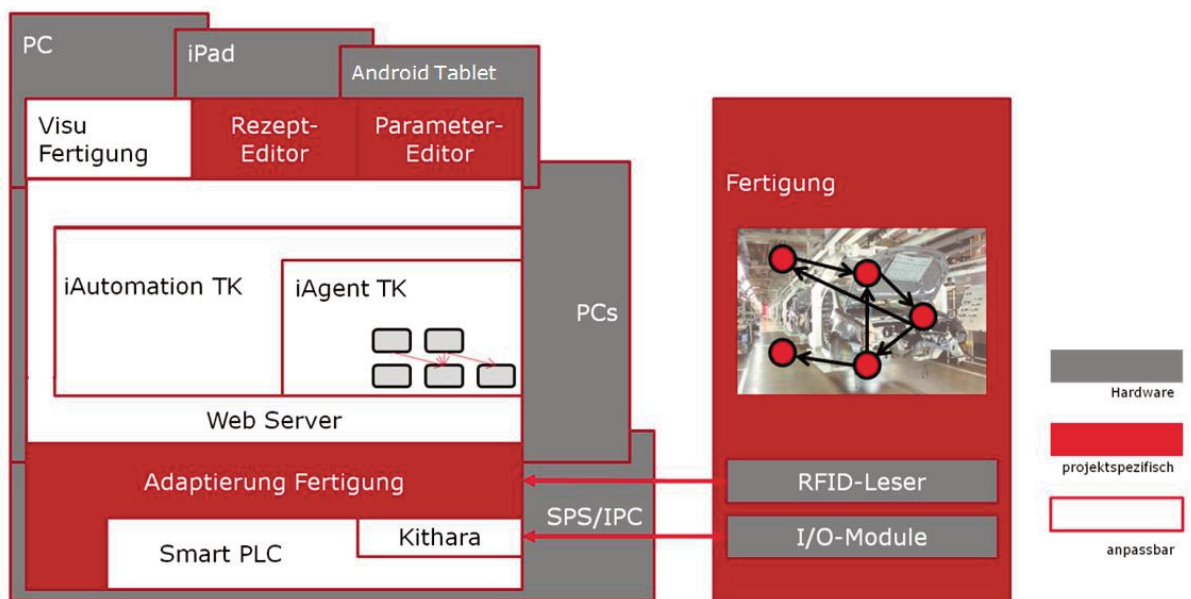 PC
iPad
Android Tablet
Visu
Fertigung
Rezept-
Editor
Parameter-
Editor
iAutomation TK
iAgent TK
PCs
Web Server
Adaptierung Fertigung
SPS/IPC
Kithara
Smart PLC
Fertigung
RFID-Leser
I/O-Module
Hardware
projektspezifisch
anpassbar